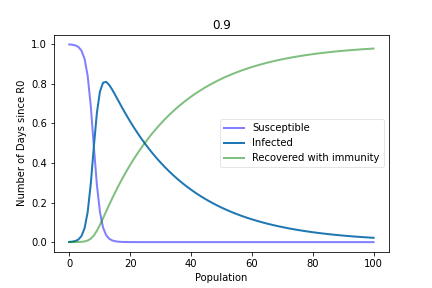 0.9
1.0
0.8
0.6
0.4
0.2
0.0
Number of Days since R0
Susceptible
Infected
Recovered with immunity
0 20 40 60 80 100
Population